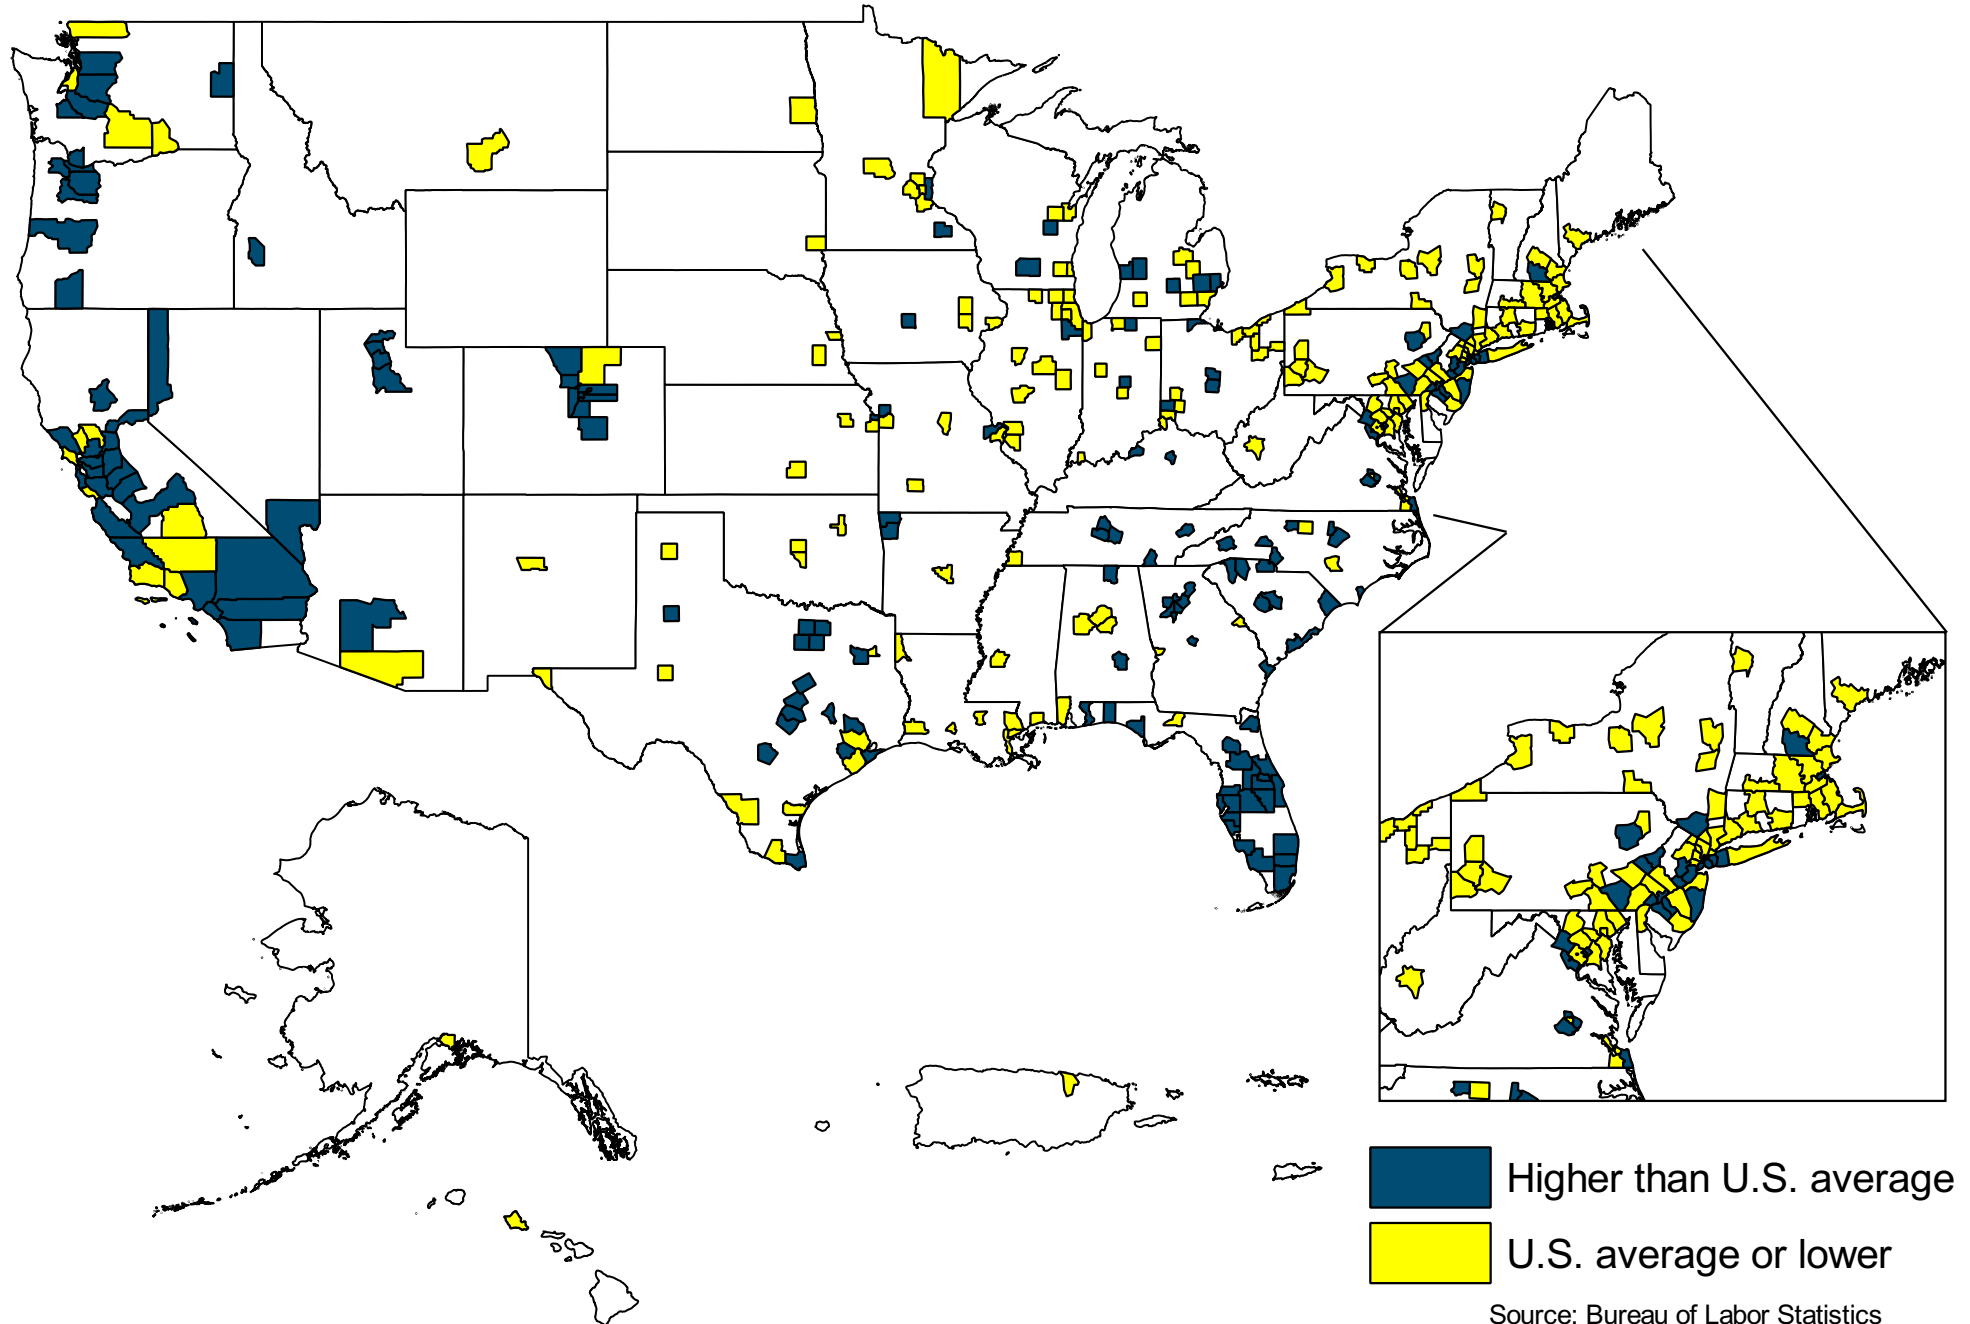 Higher than U.S. average
U.S. average or lower
Source: Bureau of Labor Statistics